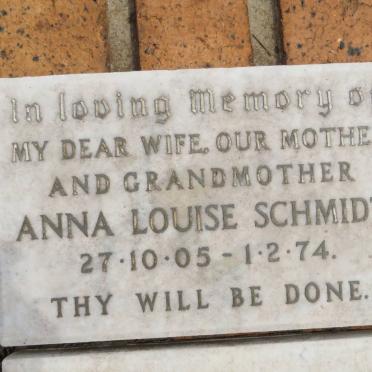 In loving Memory of
MY DEAR WIFE. OUR MOTHE
AND GRANDMOTHER
ANNA LOUISE SCHMIDT
27·10·05 - 1·2·74.
THY WILL BE DONE.